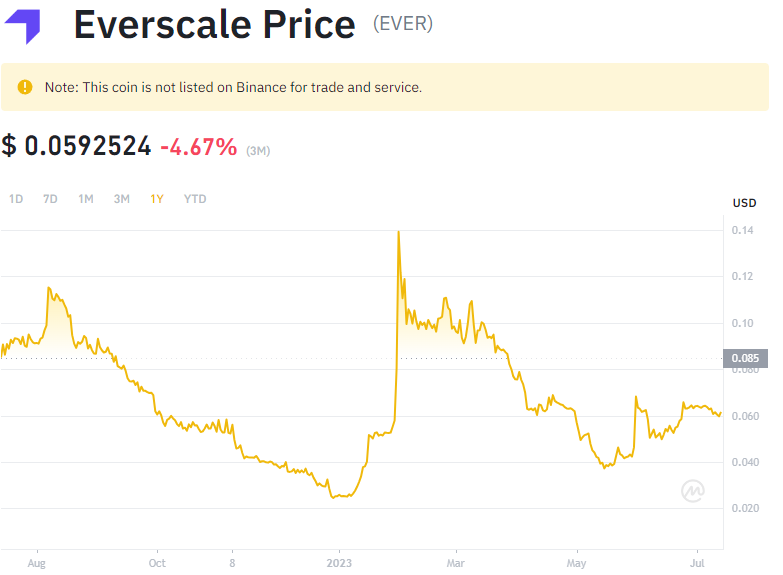 Everscale Price (EVER)
Note: This coin is not listed on Binance for trade and service.
$ 0.0592524 -4.67% (3M)
1D 7D 1M 3M 1Y YTD
USD
0.14
0.12
0.10
0.085
0.080
0.060
0.040
0.020
Aug Oct 8 2023 Mar May Jul